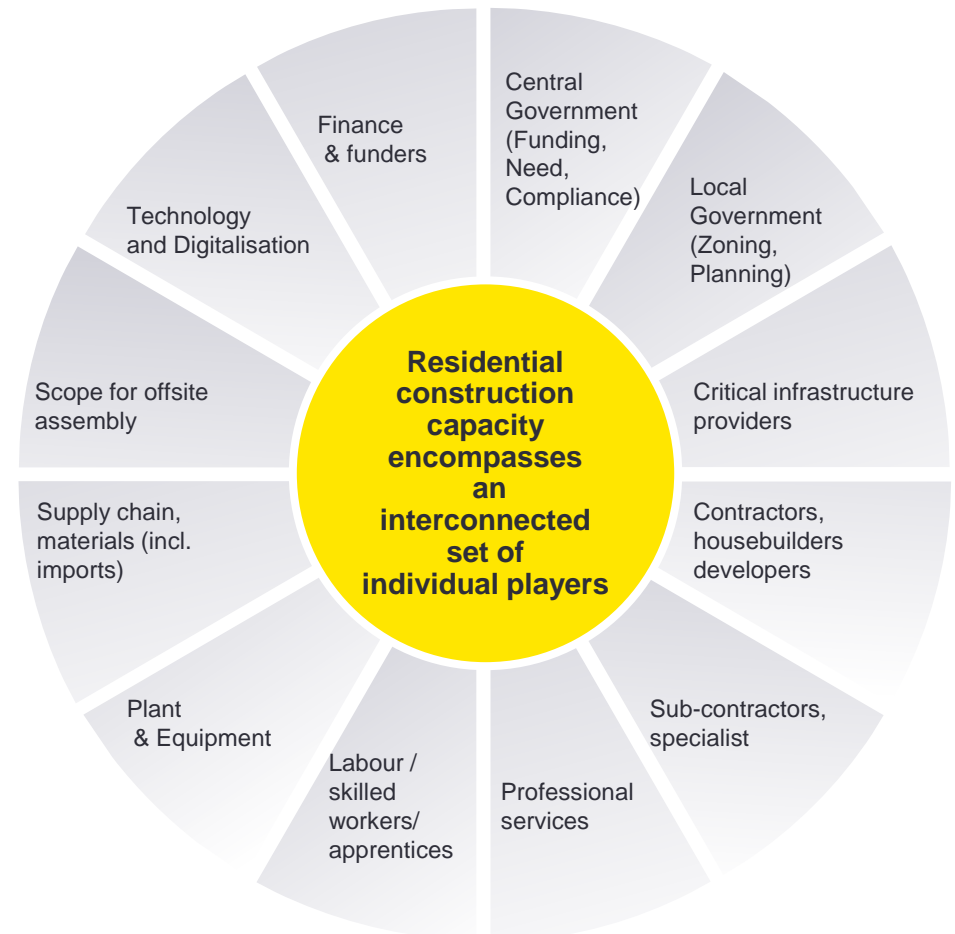 Central
Government
(Funding,
Need,
Compliance)
Local
Government
(Zoning,
Planning)
Critical infrastructure
providers
Contractors,
housebuilders
developers
Sub-contractors,
specialist
Professional
services
Labour /
skilled
workers/
apprentices
Plant
& Equipment
Supply chain,
materials (incl.
imports)
Scope for offsite
assembly
Technology
and Digitalisation
Finance
& funders
Residential
construction
capacity
encompasses
an
interconnected
set of
individual players